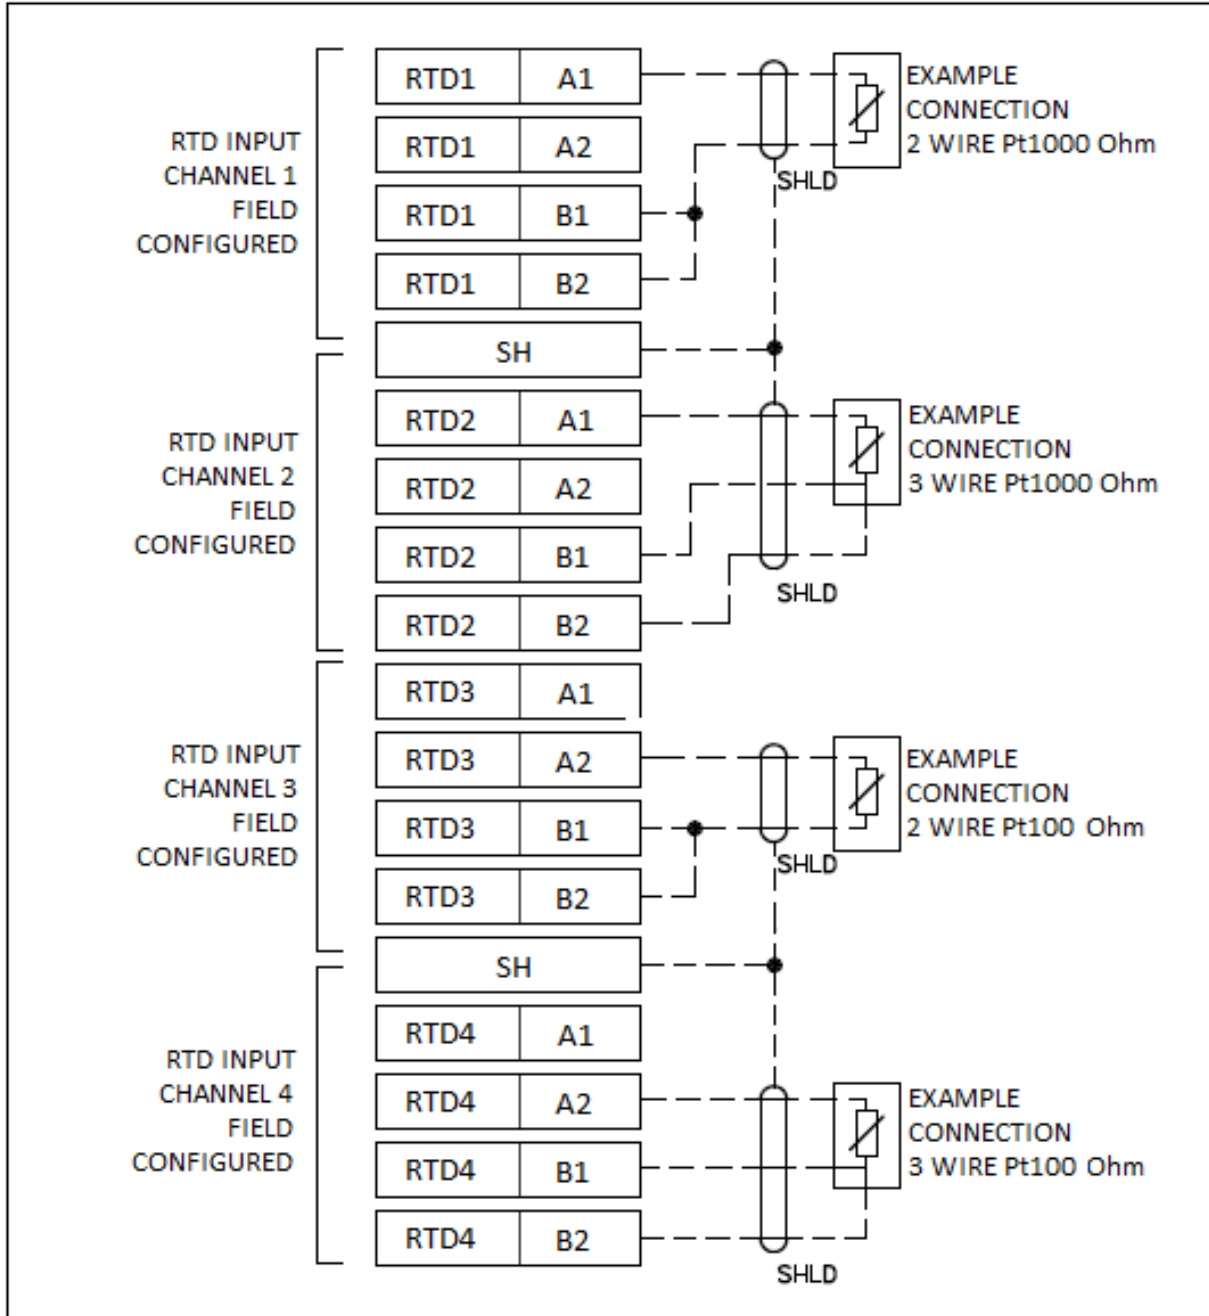 RTD INPUT
CHANNEL 1
FIELD
CONFIGURED
RTD1 A1
RTD1 A2
RTD1 B1
RTD1 B2
SH
EXAMPLE
CONNECTION
2 WIRE Pt1000 Ohm
SHLD
RTD INPUT
CHANNEL 2
FIELD
CONFIGURED
RTD2 A1
RTD2 A2
RTD2 B1
RTD2 B2
EXAMPLE
CONNECTION
3 WIRE Pt1000 Ohm
SHLD
RTD INPUT
CHANNEL 3
FIELD
CONFIGURED
RTD3 A1
RTD3 A2
RTD3 B1
RTD3 B2
SH
EXAMPLE
CONNECTION
2 WIRE Pt100 Ohm
SHLD
RTD INPUT
CHANNEL 4
FIELD
CONFIGURED
RTD4 A1
RTD4 A2
RTD4 B1
RTD4 B2
EXAMPLE
CONNECTION
3 WIRE Pt100 Ohm
SHLD